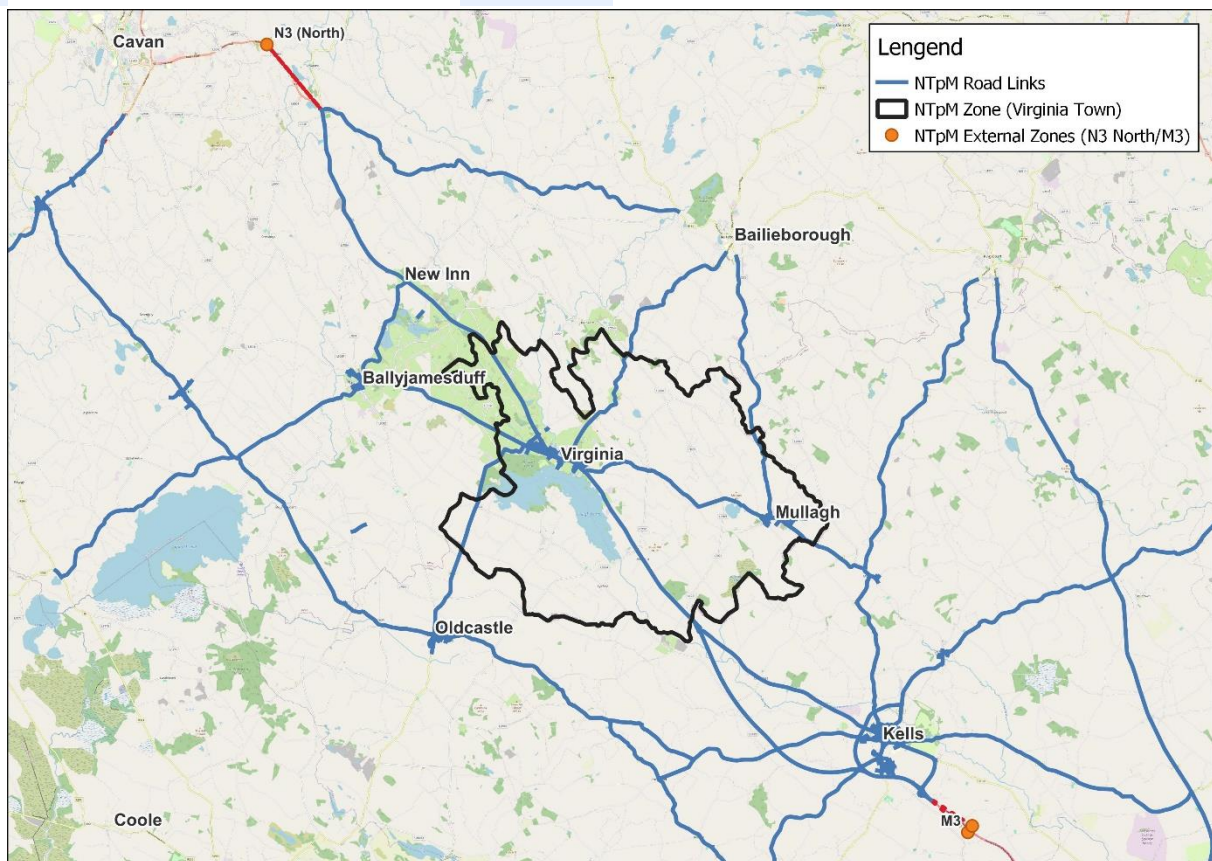 Cavan
N3 (North)
Lengend
NTpM Road Links
NTpM Zone (Virginia Town)
NTpM External Zones (N3 North/M3)
Bailieborough
New Inn
Ballyjamesduff
Virginia
Mullagh
Oldcastle
Kells
M3
Coole